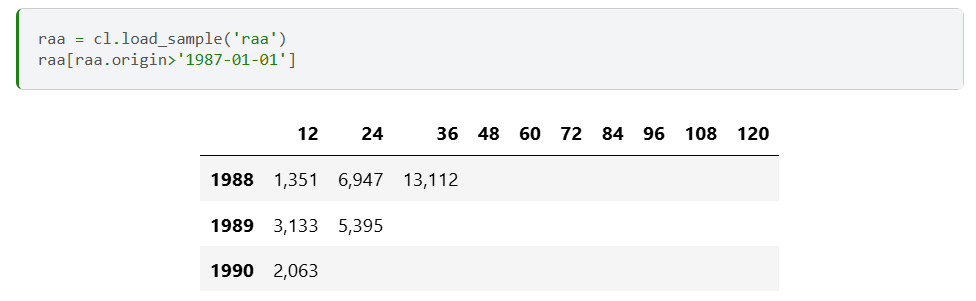 raa = cl.load_sample('raa')
raa[raa.origin>'1987-01-01']
12 24 36 48 60 72 84 96 108 120
1988 1,351 6,947 13,112
1989 3,133 5,395
1990 2,063